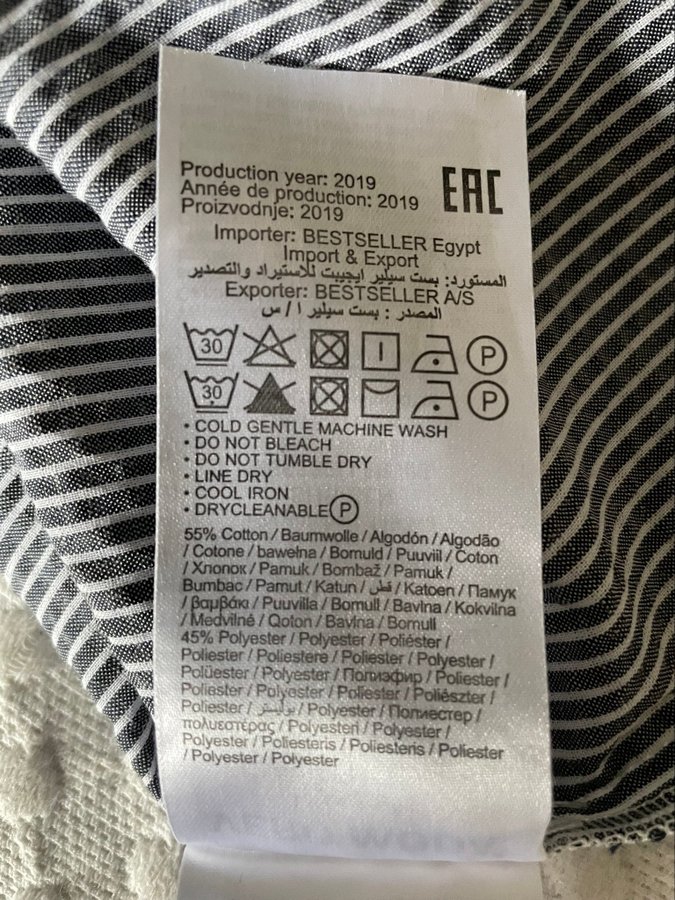 Production year: 2019
Année de production: 2019
Proizvodnje: 2019
EAC
Importer: BESTSELLER Egypt
Import & Export
المستورد: بست سيلير ايجيبت للاستيراد والتصدير
Exporter: BESTSELLER A/S
المصدر : بست سيلير ا / س
30 P
30 P
• COLD GENTLE MACHINE WASH
• DO NOT BLEACH
• DO NOT TUMBLE DRY
• LINE DRY
• COOL IRON
• DRYCLEANABLE P
55% Cotton / Baumwolle / Algodón / Algodão
/ Cotone / bawełna / Bomuld / Puuviil / Coton
/ Хлопок / Pamuk / Bombaž / Pamuk /
Bumbac / Pamut / Katun / قطن / Katoen / Памук
/ βαμβάκι / Puuvilla / Bomull / Bavlna / Kokvilna
/ Medvilnė / Qoton / Bavlna / Bomull
45% Polyester / Polyester / Poliéster /
Poliester / Poliestere / Poliester / Polyester /
Polüester / Polyester / Полиэфир / Poliester /
Poliester / Polyester / Poliester / Poliészter /
Poliester / بوليستر / Polyester / Полиестер /
πολυεστέρας / Polyesteri / Polyester /
Polyester / Poliesteris / Poliesteris / Poliester
/ Polyester / Polyester